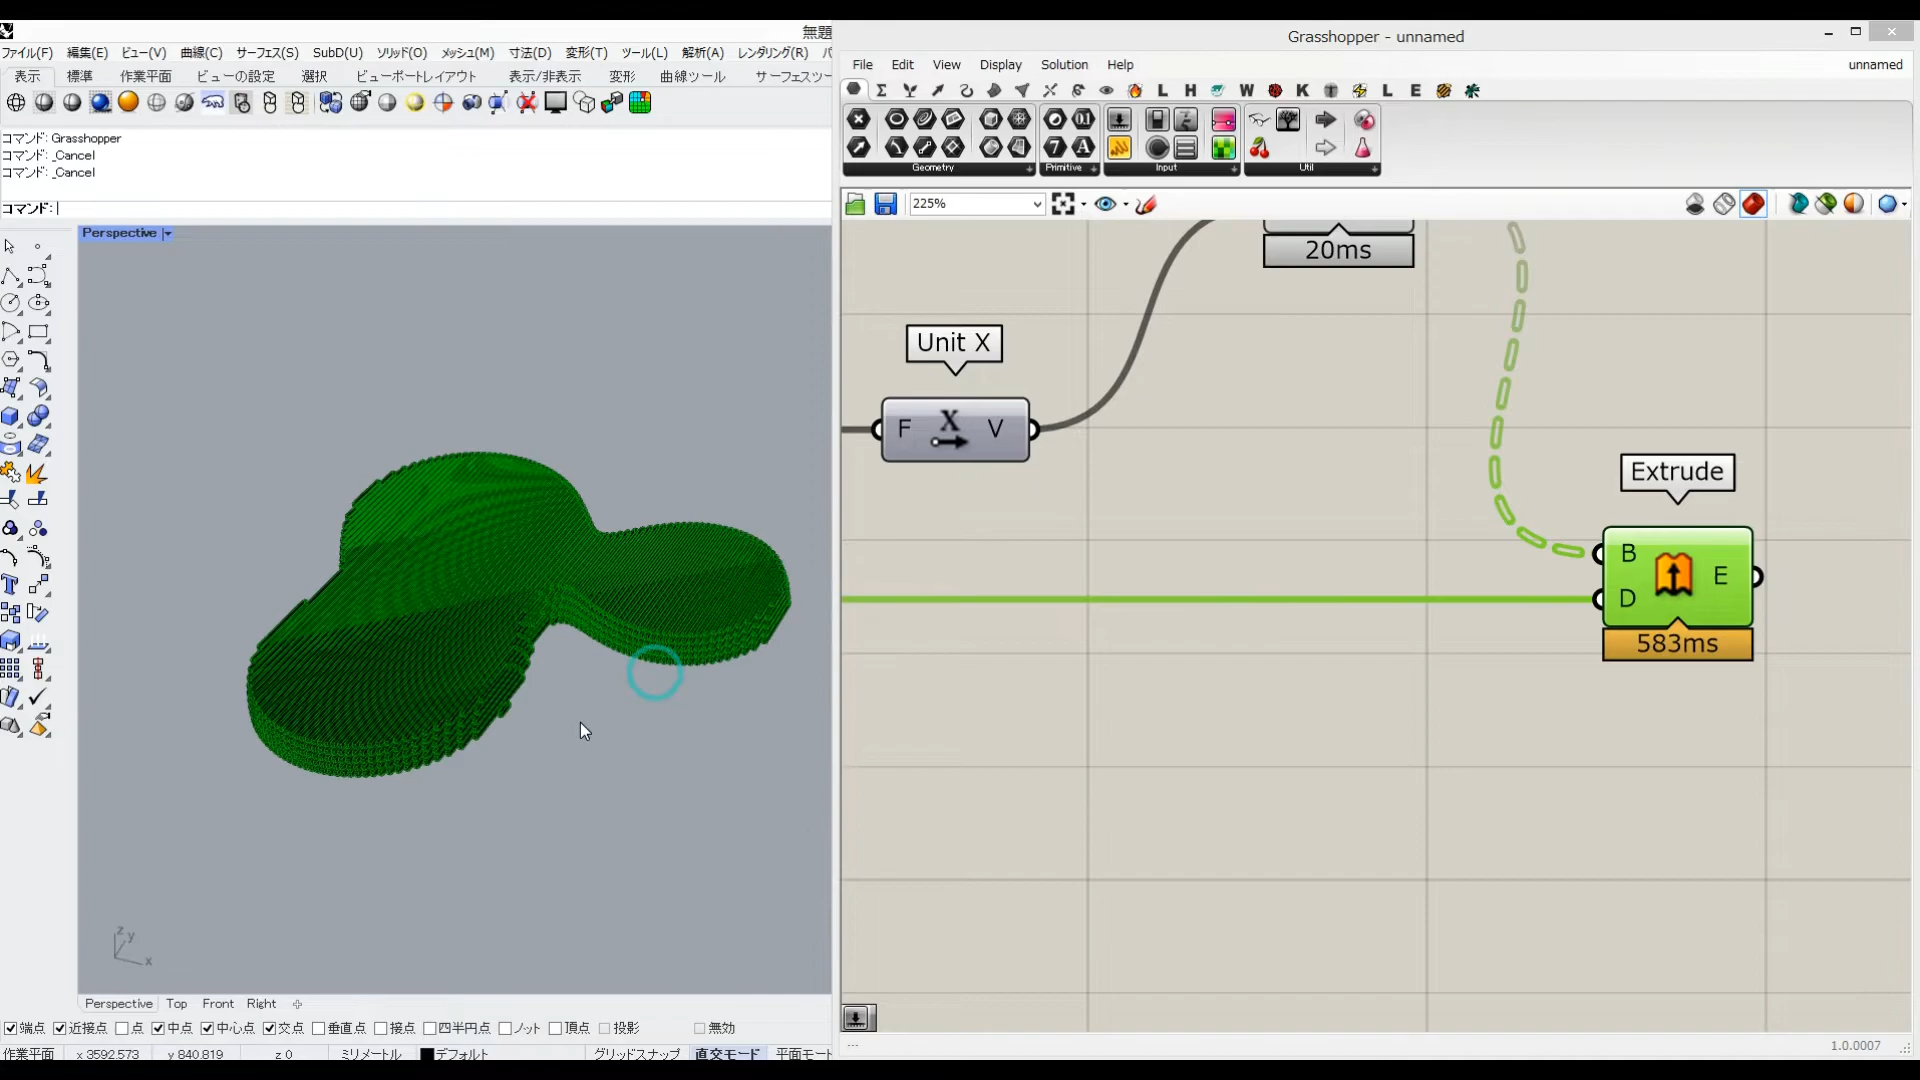 無題
ファイル(F) 編集(E) ビュー(V) 曲線(C) サーフェス(S) SubD(U) ソリッド(O) メッシュ(M) 寸法(D) 変形(T) ツール(L) 解析(A) レンダリング(R)
表示 標準 作業平面 ビューの設定 選択 ビューポートレイアウト 表示/非表示 変形 曲線ツール サーフェスツー
コマンド: Grasshopper
コマンド: _Cancel
コマンド: _Cancel
コマンド:
Perspective
z
y
x
Perspective Top Front Right
端点 近接点 点 中点 中心点 交点 垂直点 接点 四半円点 ノット 頂点 投影 無効
作業平面 x 3592.573 y 840.819 z 0 ミリメートル デフォルト グリッドスナップ 直交モード 平面モート
Grasshopper - unnamed
File Edit View Display Solution Help unnamed
L H W K L E
Geometry Primitive Input Util
225%
20ms
Unit X
F X V
Extrude
B
E
D
583ms
...
1.0.0007